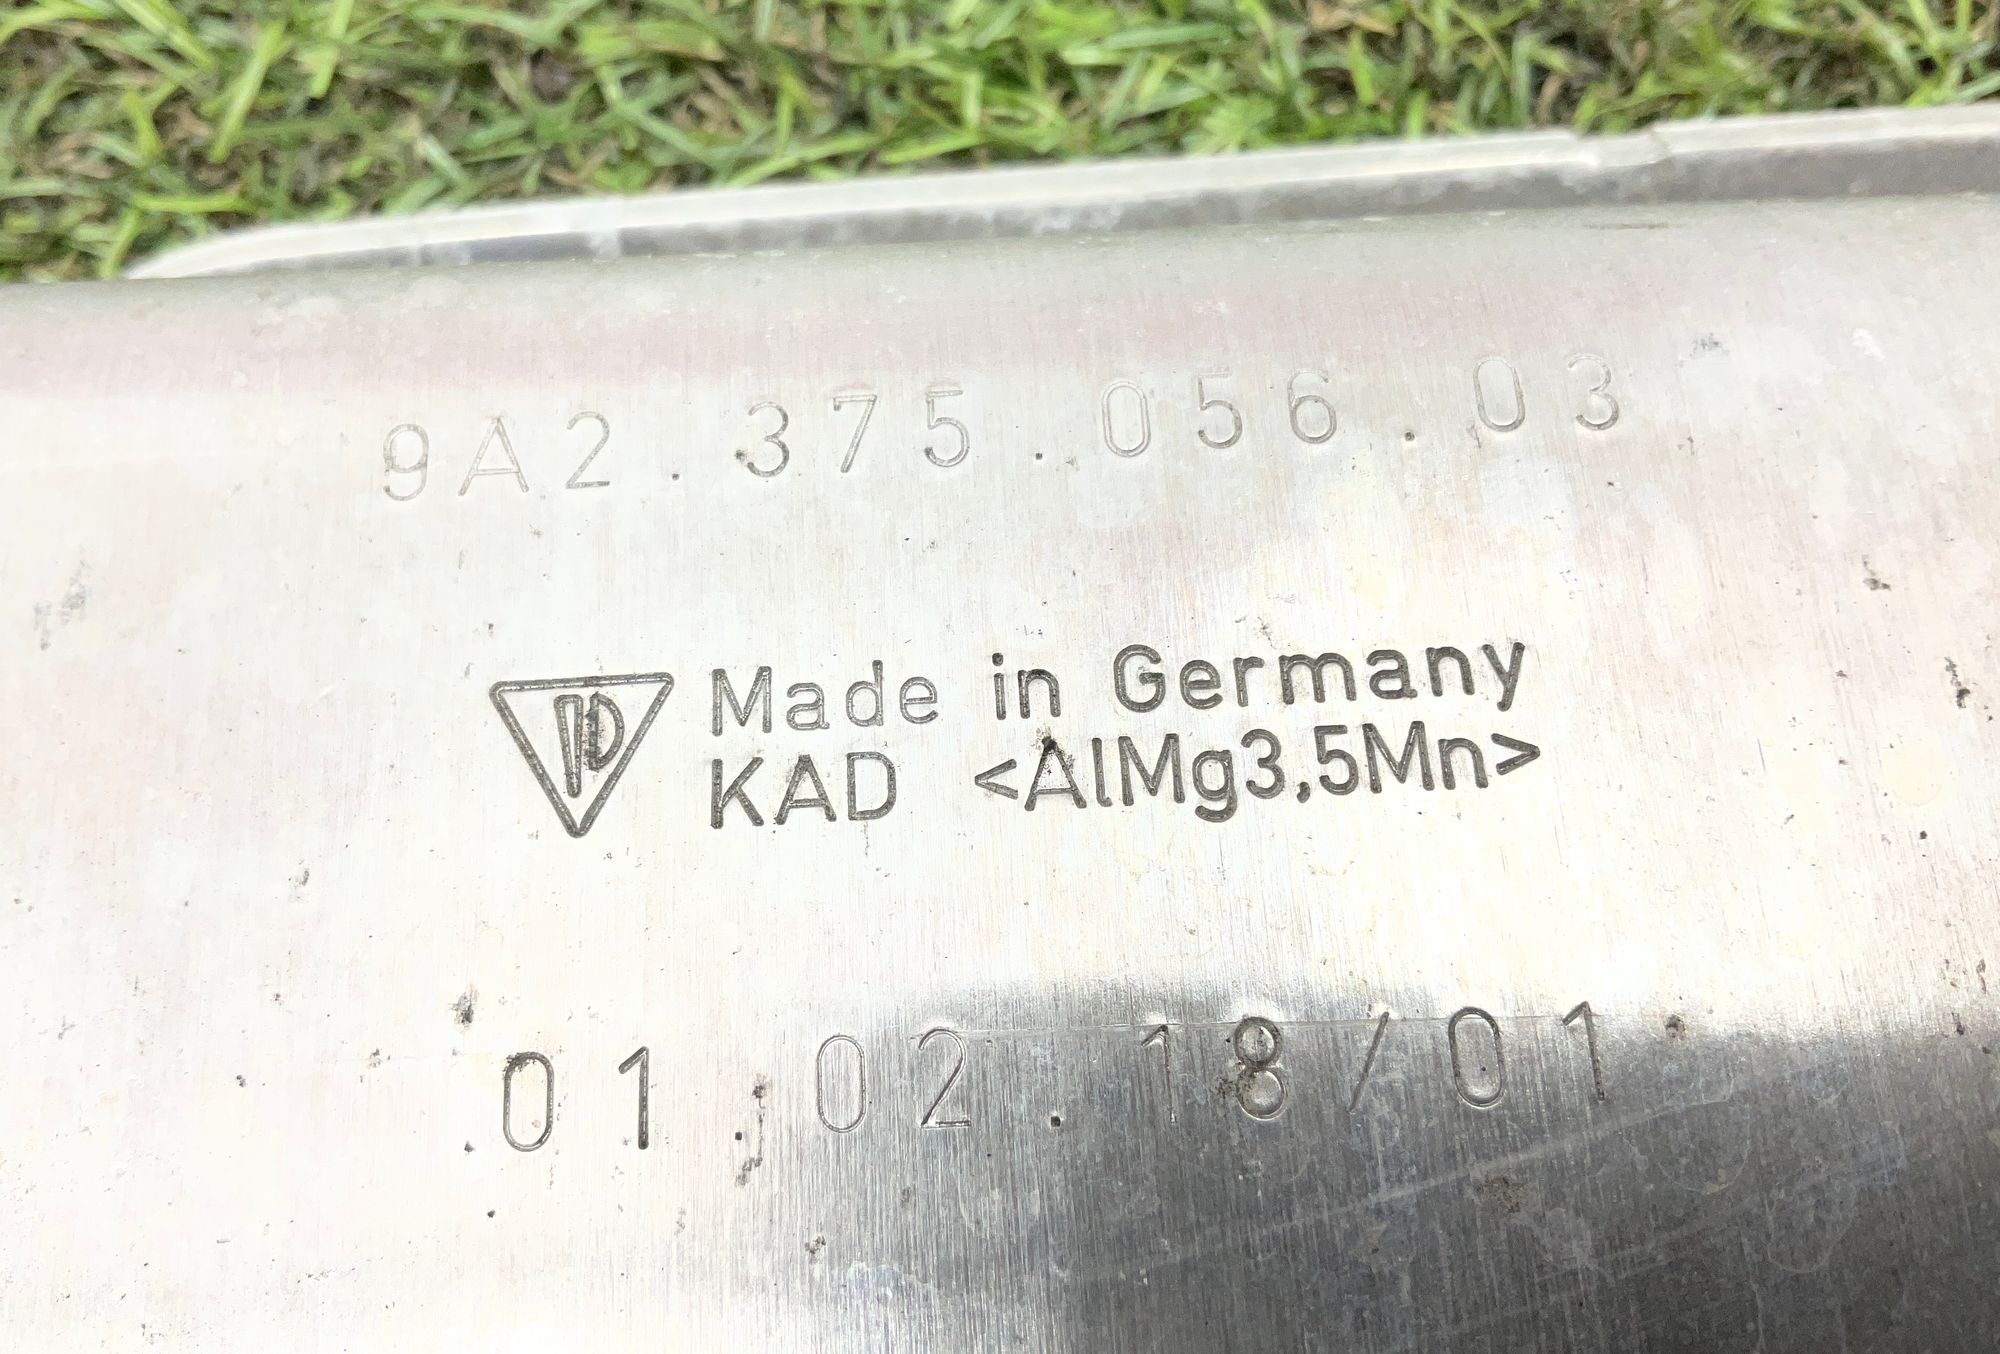 9A2.375.056.03
Made in Germany
KAD <AlMg3,5Mn>
01.02.18/01